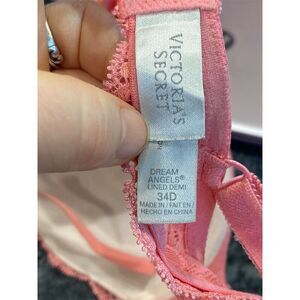 VICTORIA'S
SECRET
DREAM
ANGELS®
LINED DEMI
34D
MADE IN / FAIT EN /
HECHO EN CHINA